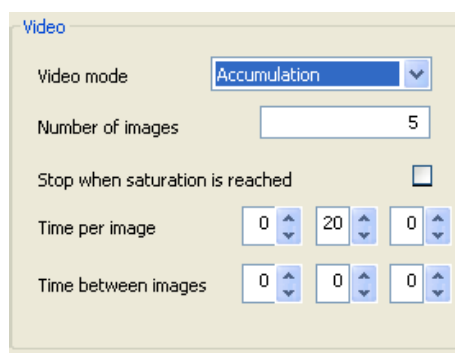 Video
Video mode Accumulation
Number of images 5
Stop when saturation is reached
Time per image 0 20 0
Time between images 0 0 0